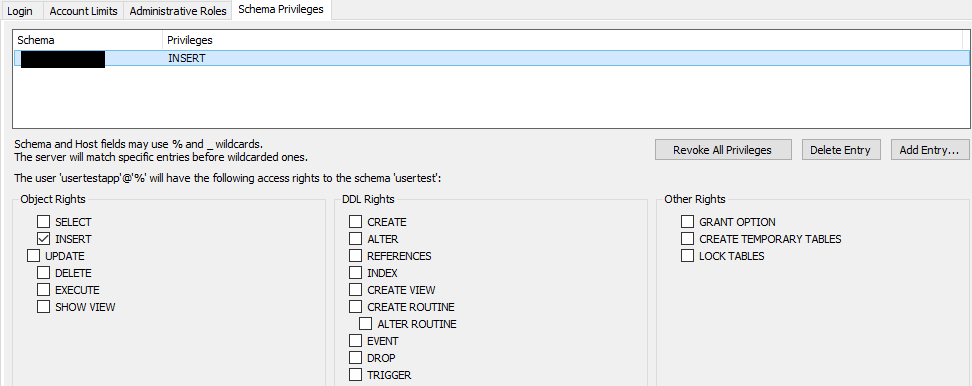 Login Account Limits Administrative Roles Schema Privileges
Schema Privileges
INSERT
Schema and Host fields may use % and _ wildcards.
The server will match specific entries before wildcarded ones.
Revoke All Privileges Delete Entry Add Entry...
The user 'usertestapp'@'%' will have the following access rights to the schema 'usertest':
Object Rights DDL Rights Other Rights
SELECT CREATE GRANT OPTION
INSERT ALTER CREATE TEMPORARY TABLES
UPDATE REFERENCES LOCK TABLES
DELETE INDEX
EXECUTE CREATE VIEW
SHOW VIEW CREATE ROUTINE
ALTER ROUTINE
EVENT
DROP
TRIGGER